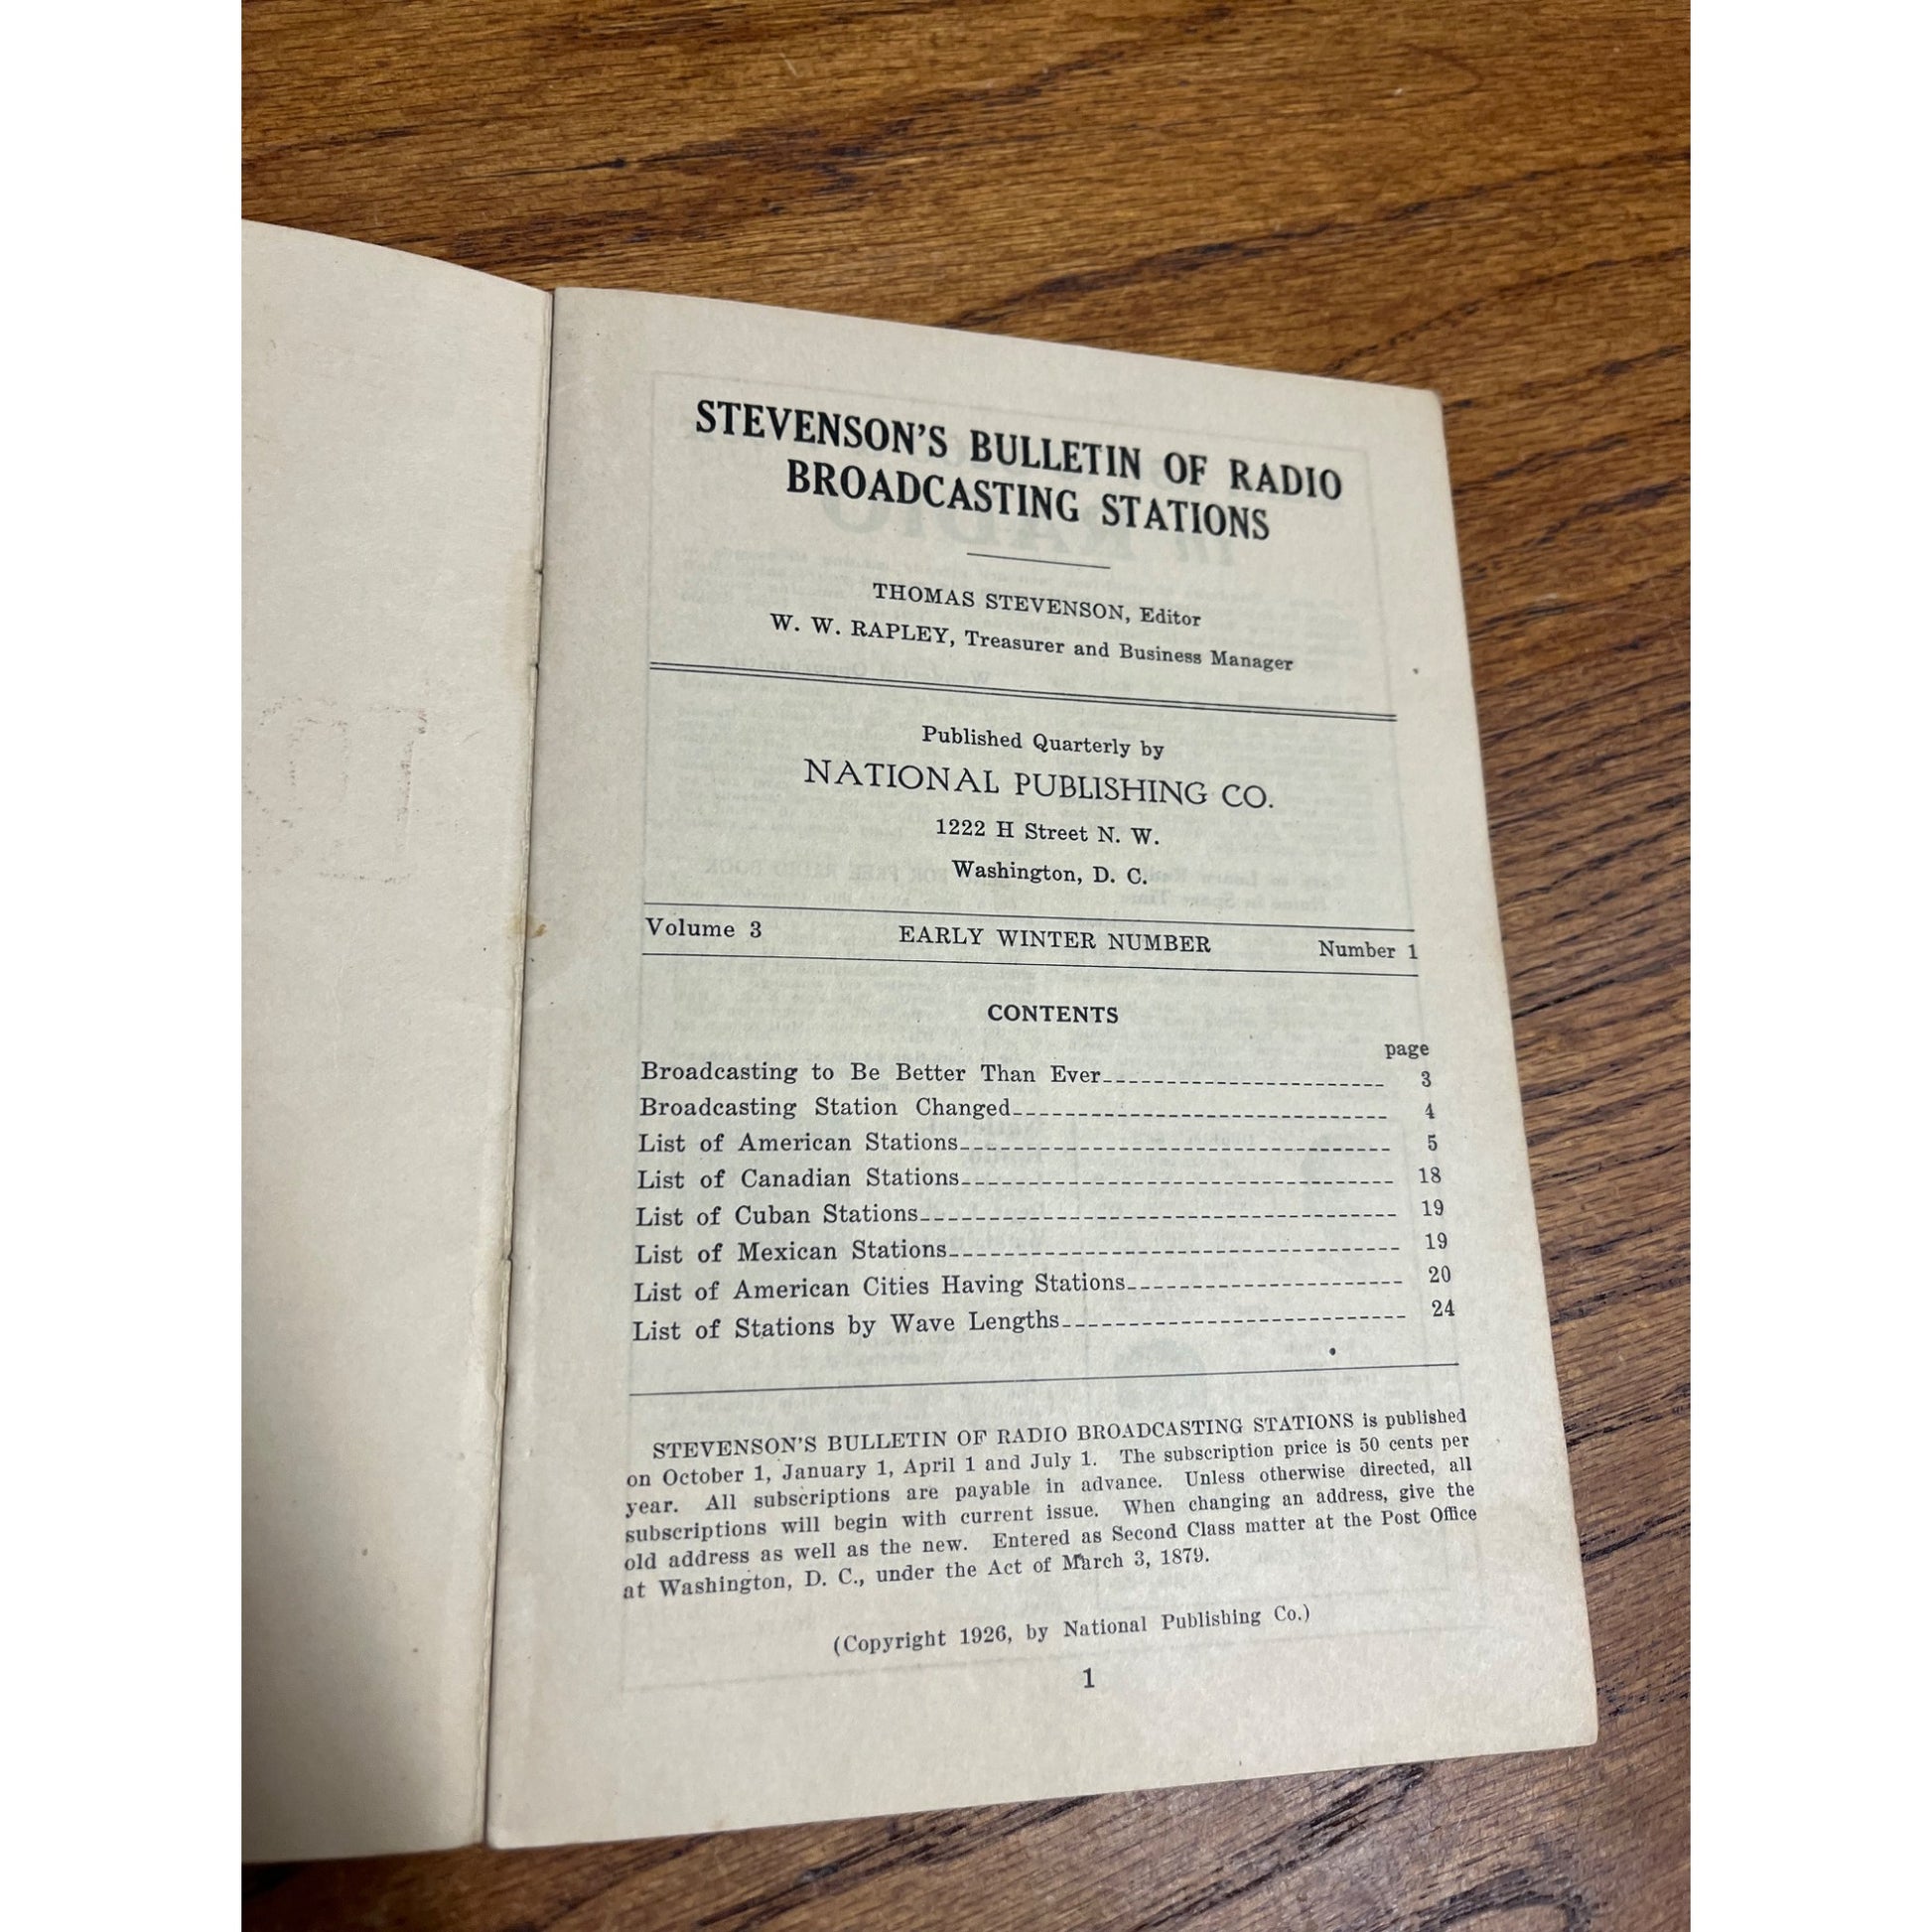 STEVENSON'S BULLETIN OF RADIO
BROADCASTING STATIONS
THOMAS STEVENSON, Editor
W. W. RAPLEY, Treasurer and Business Manager
Published Quarterly by
NATIONAL PUBLISHING CO.
1222 H Street N. W.
Washington, D. C.
Volume 3 EARLY WINTER NUMBER Number 1
CONTENTS
page
Broadcasting to Be Better Than Ever 3
Broadcasting Station Changed 4
List of American Stations 5
List of Canadian Stations 18
List of Cuban Stations 19
List of Mexican Stations 19
List of American Cities Having Stations 20
List of Stations by Wave Lengths 24
STEVENSON'S BULLETIN OF RADIO BROADCASTING STATIONS is published
on October 1, January 1, April 1 and July 1. The subscription price is 50 cents per
year. All subscriptions are payable in advance. Unless otherwise directed, all
subscriptions will begin with current issue. When changing an address, give the
old address as well as the new. Entered as Second Class matter at the Post Office
at Washington, D. C., under the Act of March 3, 1879.
(Copyright 1926, by National Publishing Co.)
1